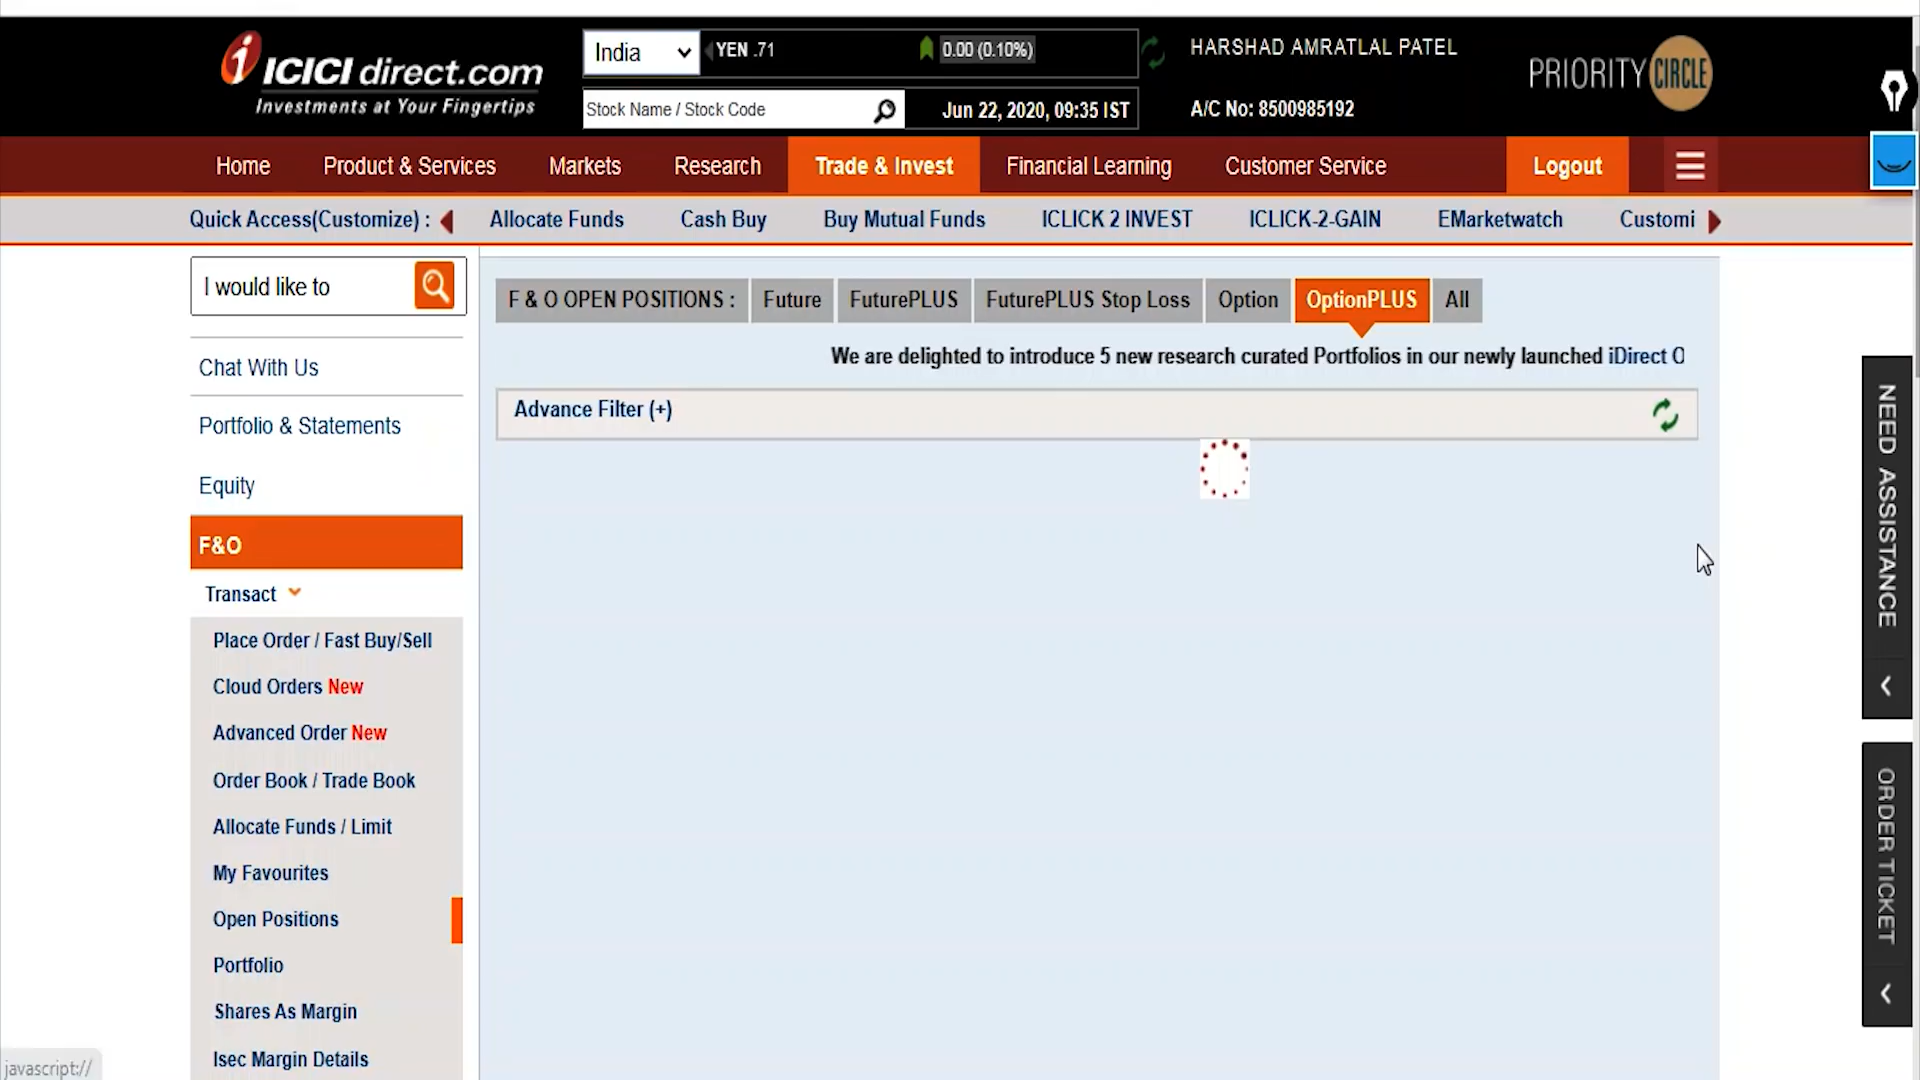 ICICI direct.com
Investments at Your Fingertips
India
YEN .71
0.00 (0.10%)
Stock Name / Stock Code
Jun 22, 2020, 09:35 IST
HARSHAD AMRATLAL PATEL
A/C No: 8500985192
PRIORITY CIRCLE
Home
Product & Services
Markets
Research
Trade & Invest
Financial Learning
Customer Service
Logout
Quick Access(Customize) :
Allocate Funds
Cash Buy
Buy Mutual Funds
ICLICK 2 INVEST
ICLICK-2-GAIN
EMarketwatch
Customi
I would like to
Chat With Us
Portfolio & Statements
Equity
F&O
Transact
Place Order / Fast Buy/Sell
Cloud Orders New
Advanced Order New
Order Book / Trade Book
Allocate Funds / Limit
My Favourites
Open Positions
Portfolio
Shares As Margin
Isec Margin Details
F & O OPEN POSITIONS :
Future
FuturePLUS
FuturePLUS Stop Loss
Option
OptionPLUS
All
We are delighted to introduce 5 new research curated Portfolios in our newly launched iDirect O
Advance Filter (+)
NEED ASSISTANCE
ORDER TICKET
javascript://